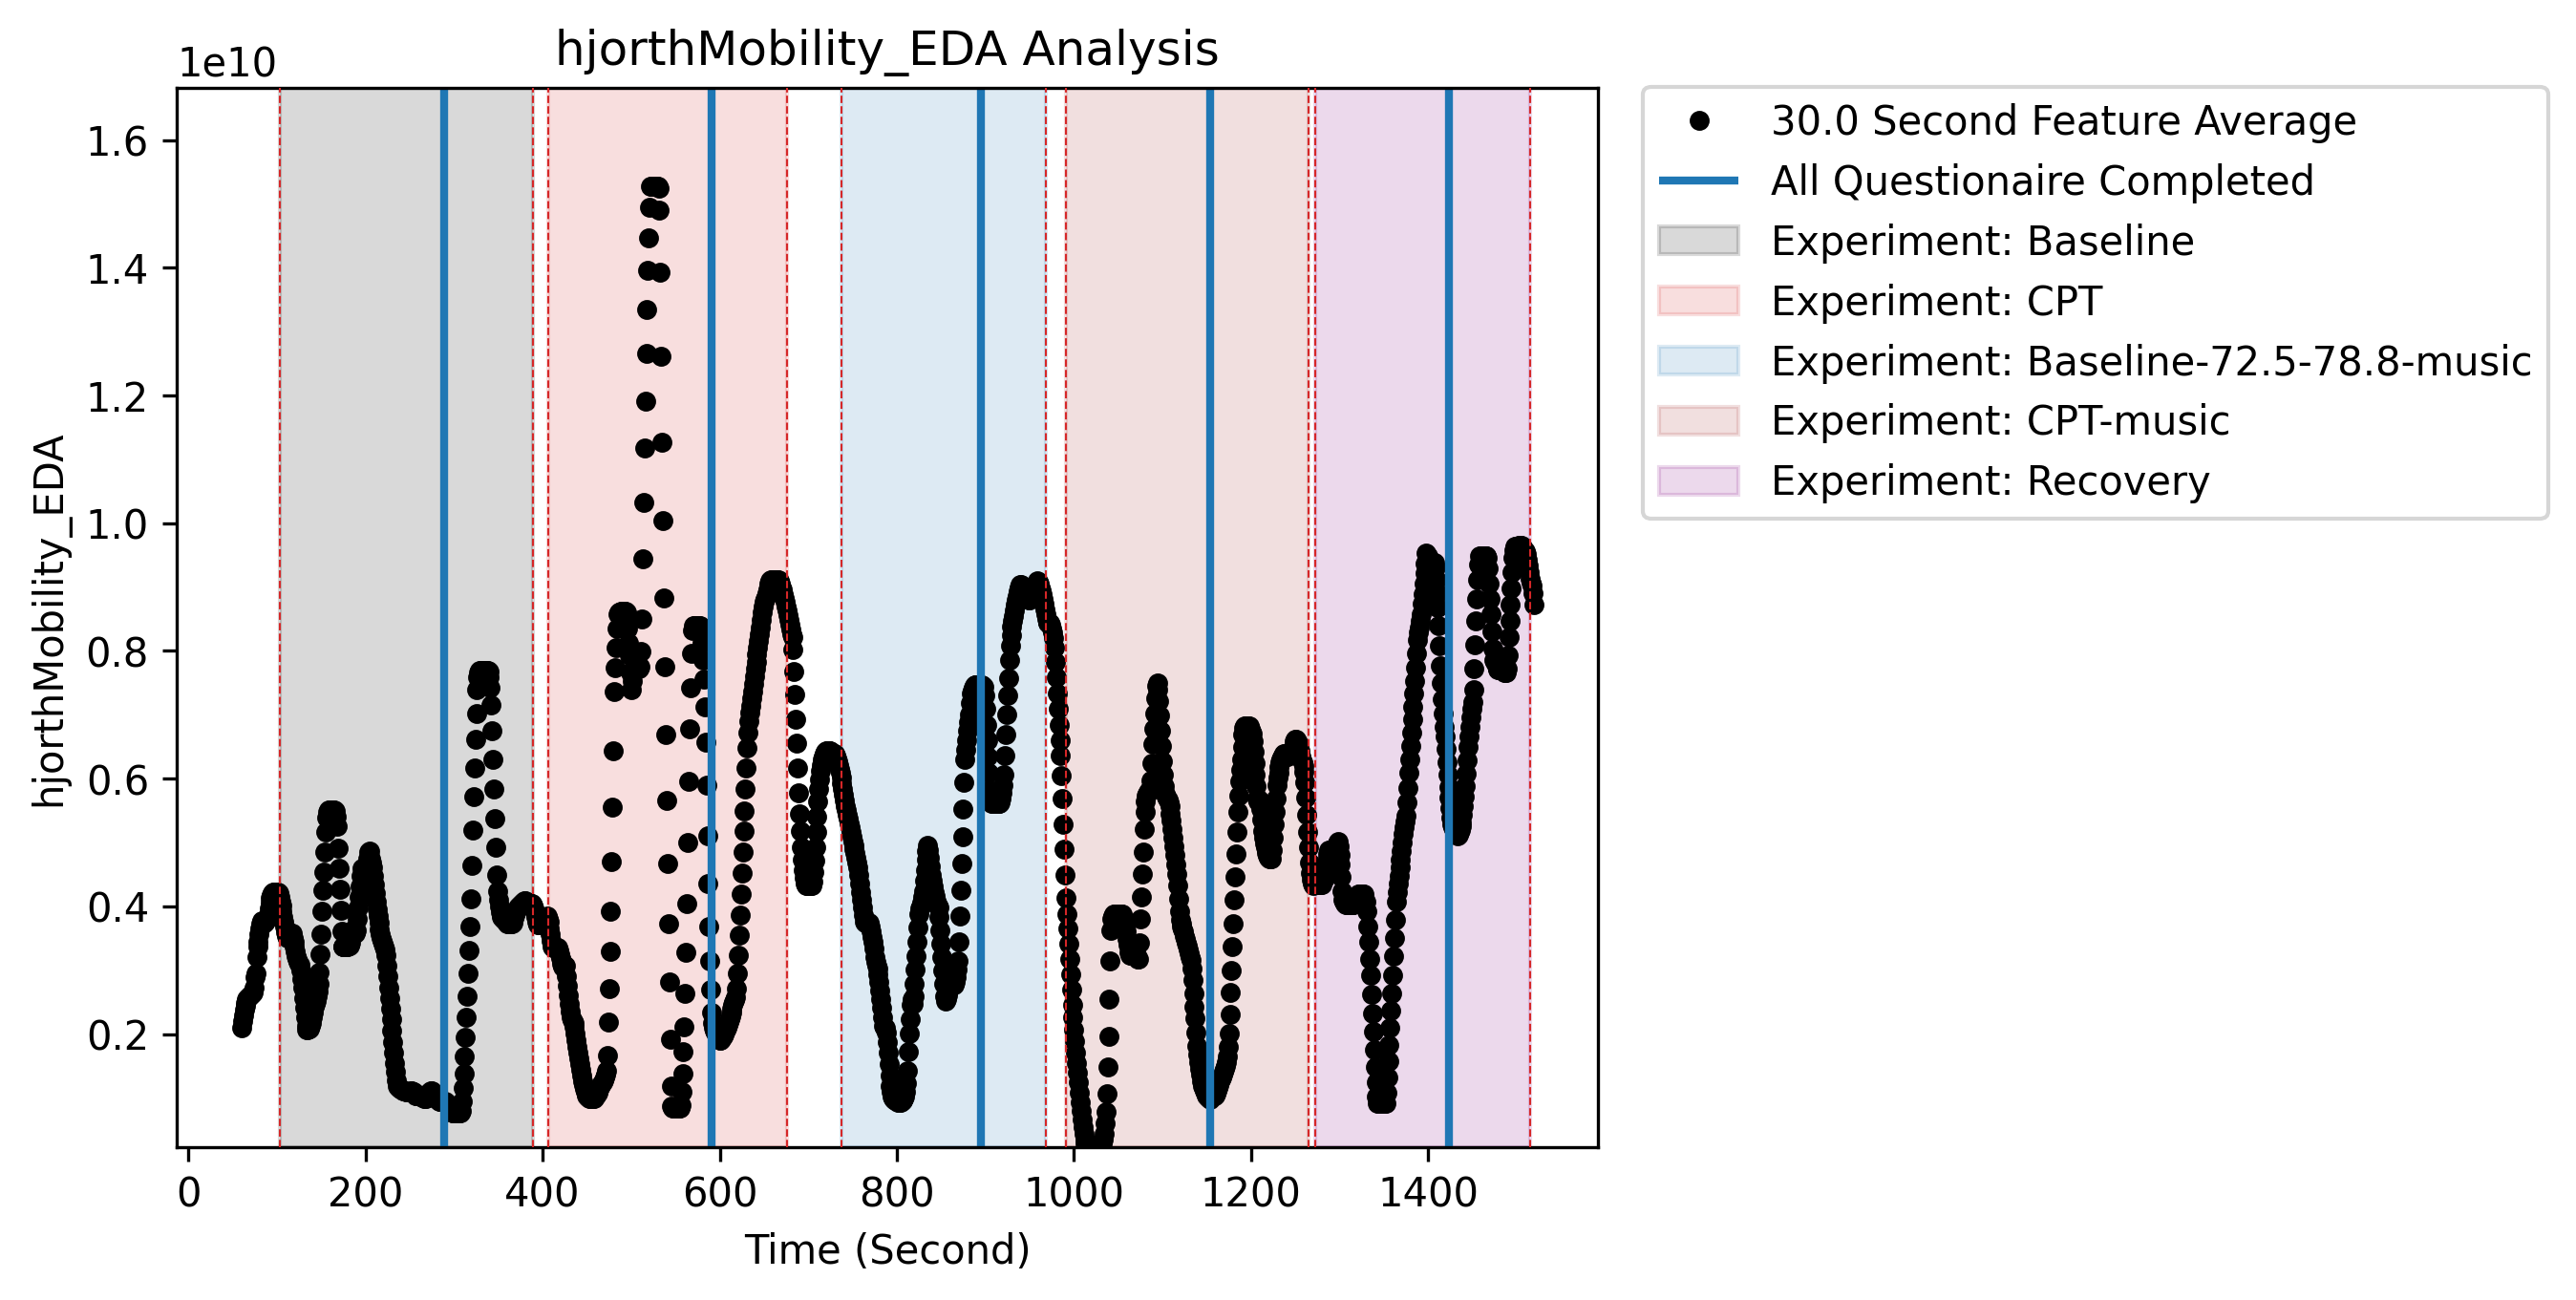 hjorthMobility_EDA Analysis
1e10
1.6
1.4
1.2
1.0
0.8
0.6
0.4
0.2
hjorthMobility_EDA
0 200 400 600 800 1000 1200 1400
Time (Second)
30.0 Second Feature Average
All Questionaire Completed
Experiment: Baseline
Experiment: CPT
Experiment: Baseline-72.5-78.8-music
Experiment: CPT-music
Experiment: Recovery